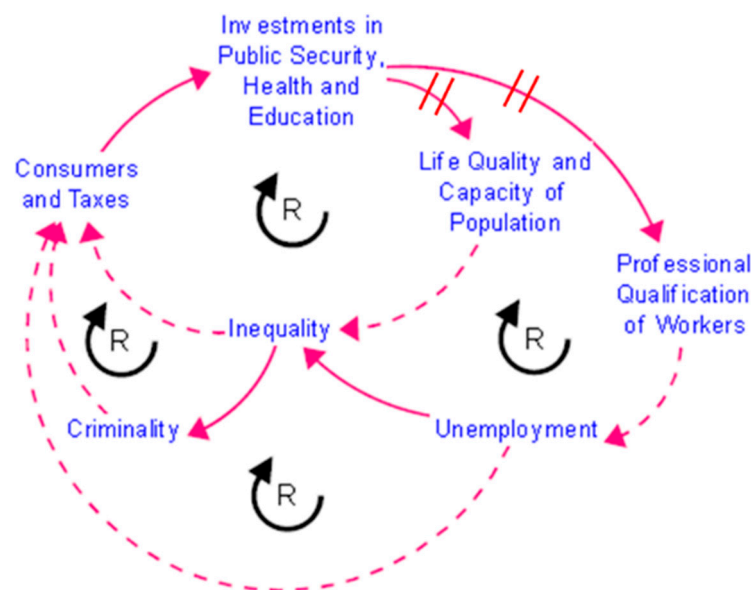 Investments in
Public Security,
Health and
Education
Consumers
and Taxes
Life Quality and
Capacity of
Population
R
Professional
Qualification
of Workers
R
Inequality
R
Criminality
Unemployment
R